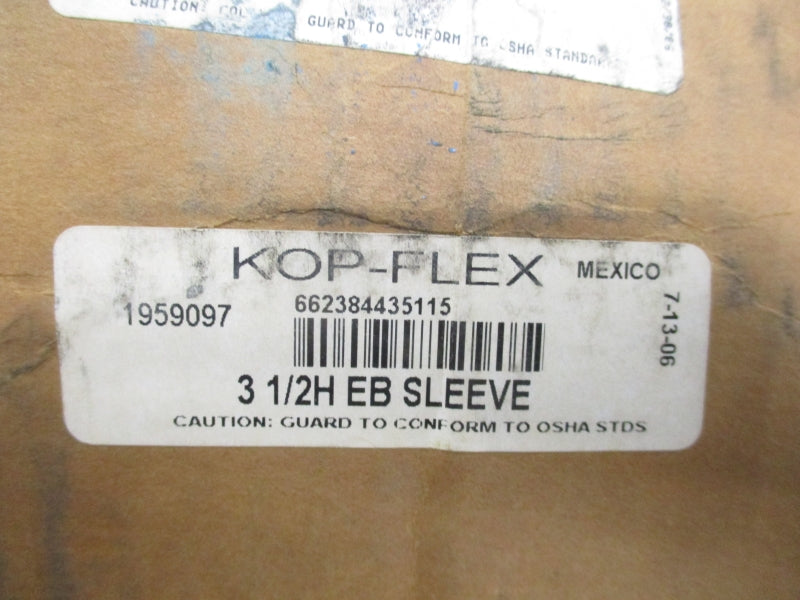 CAUTION:
GUARD TO CONFORM TO OSHA STANDA
KOP-FLEX MEXICO
1959097 662384435115
7-13-06
3 1/2H EB SLEEVE
CAUTION: GUARD TO CONFORM TO OSHA STDS